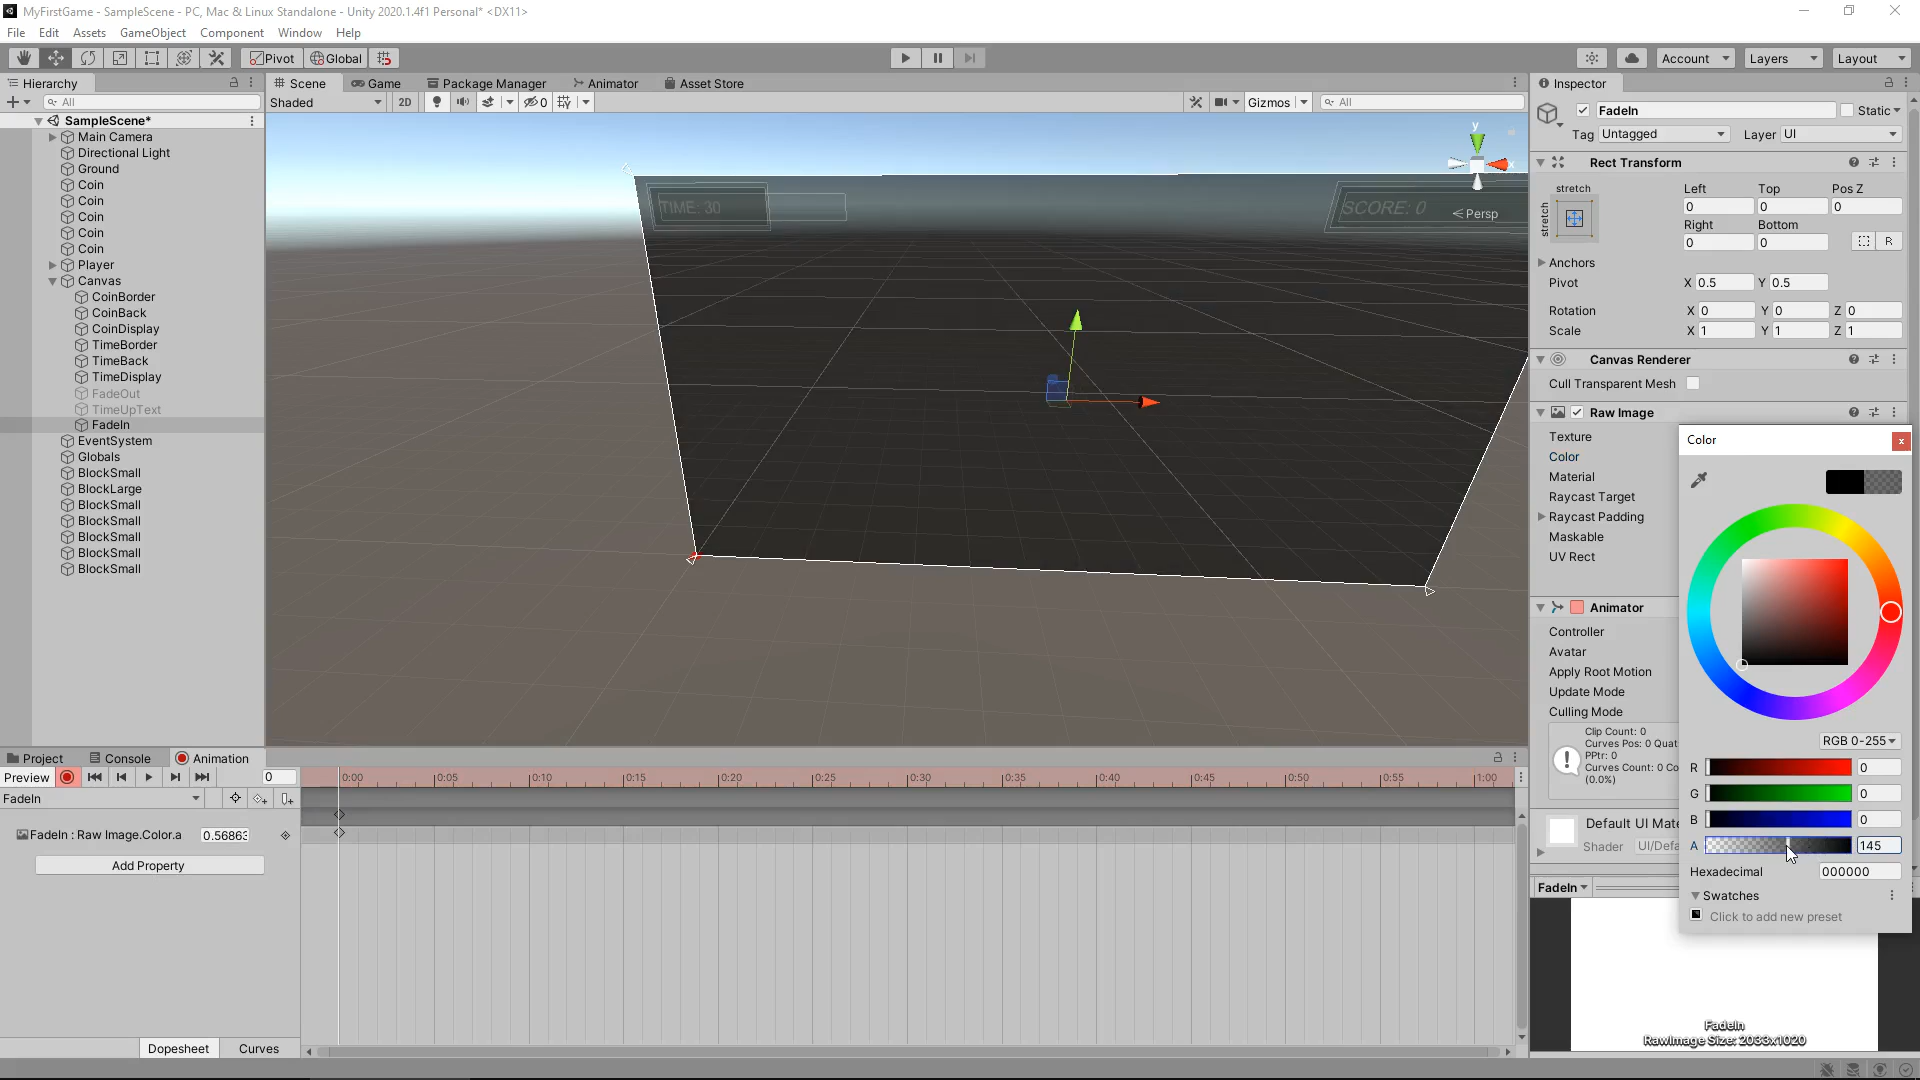 MyFirstGame - SampleScene - PC, Mac & Linux Standalone - Unity 2020.1.4f1 Personal* <DX11>
File Edit Assets GameObject Component Window Help
Pivot Global Account Layers Layout
Hierarchy Scene Game Package Manager Animator Asset Store Inspector
All Shaded 2D 0 Gizmos All
SampleScene*
Main Camera
Directional Light
Ground
Coin
Coin
Coin
Coin
Coin
Player
Canvas
CoinBorder
CoinBack
CoinDisplay
TimeBorder
TimeBack
TimeDisplay
FadeOut
TimeUpText
FadeIn
EventSystem
Globals
BlockSmall
BlockLarge
BlockSmall
BlockSmall
BlockSmall
BlockSmall
BlockSmall
TIME: 30
SCORE: 0
y
x
Persp
FadeIn Static
Tag Untagged Layer UI
Rect Transform
stretch Left Top Pos Z
stretch
0 0 0
Right Bottom
0 0 R
Anchors
Pivot X 0.5 Y 0.5
Rotation X 0 Y 0 Z 0
Scale X 1 Y 1 Z 1
Canvas Renderer
Cull Transparent Mesh
Raw Image
Texture
Color
Material
Raycast Target
Raycast Padding
Maskable
UV Rect
Animator
Controller
Avatar
Apply Root Motion
Update Mode
Culling Mode
Clip Count: 0
Curves Pos: 0 Quat
PPtr: 0
Curves Count: 0 Co
(0.0%)
Default UI Mate
Shader UI/Defa
FadeIn
FadeIn
RawImage Size: 2033x1020
Color
x
RGB 0-255
R 0
G 0
B 0
A 145
Hexadecimal 000000
Swatches
Click to add new preset
Project Console Animation
Preview 0 0:00 0:05 0:10 0:15 0:20 0:25 0:30 0:35 0:40 0:45 0:50 0:55 1:00
FadeIn
FadeIn : Raw Image.Color.a 0.5686
Add Property
Dopesheet Curves